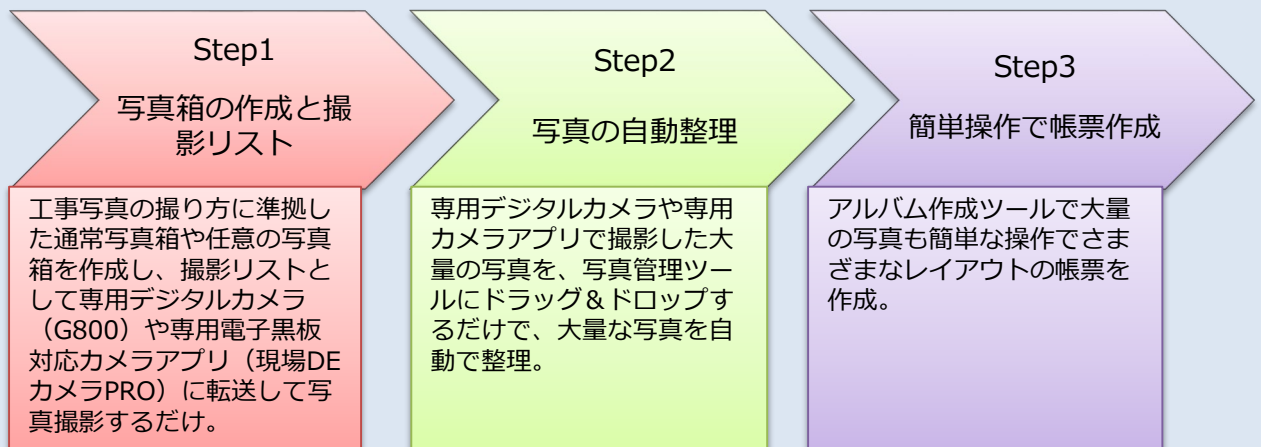 Step1
写真箱の作成と撮
影リスト
工事写真の撮り方に準拠し
た通常写真箱や任意の写真
箱を作成し、撮影リストと
して専用デジタルカメラ
（G800）や専用電子黒板
対応カメラアプリ（現場DE
カメラPRO）に転送して写
真撮影するだけ。
Step2
写真の自動整理
専用デジタルカメラや専用
カメラアプリで撮影した大
量の写真を、写真管理ツー
ルにドラッグ＆ドロップす
るだけで、大量な写真を自
動で整理。
Step3
簡単操作で帳票作成
アルバム作成ツールで大量
の写真も簡単な操作でさま
ざまなレイアウトの帳票を
作成。